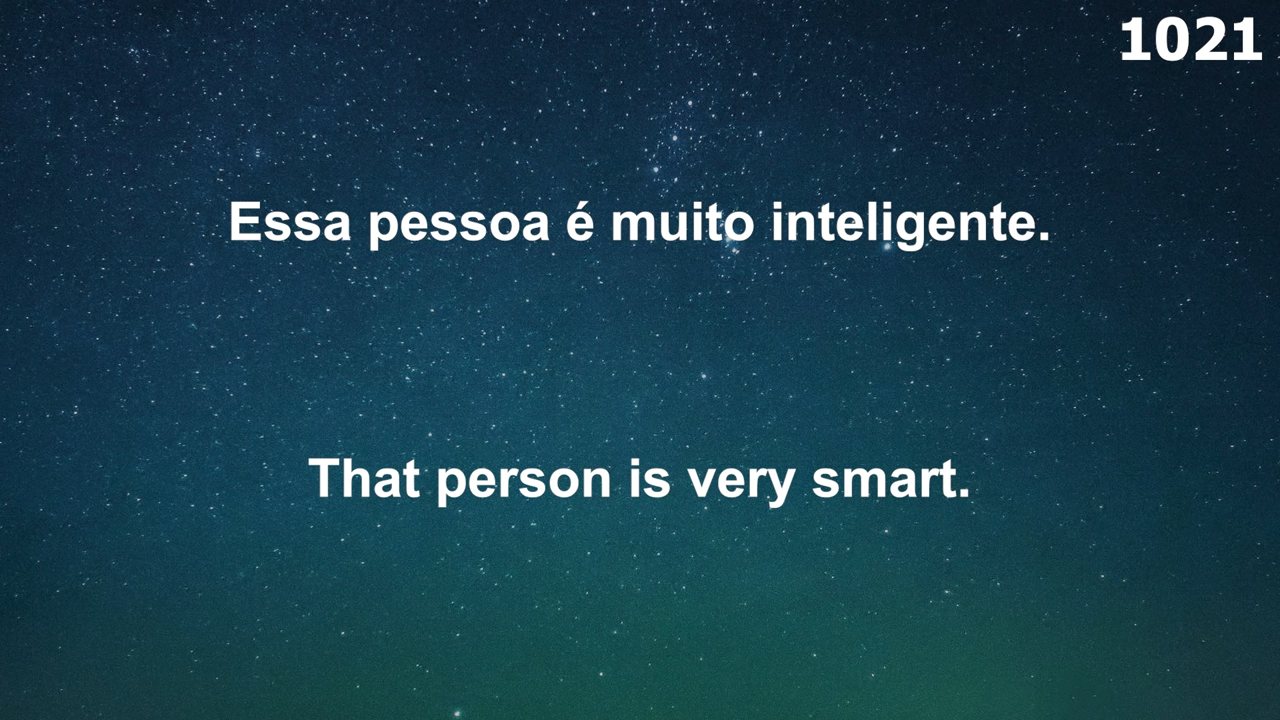 1021
Essa pessoa é muito inteligente.
That person is very smart.